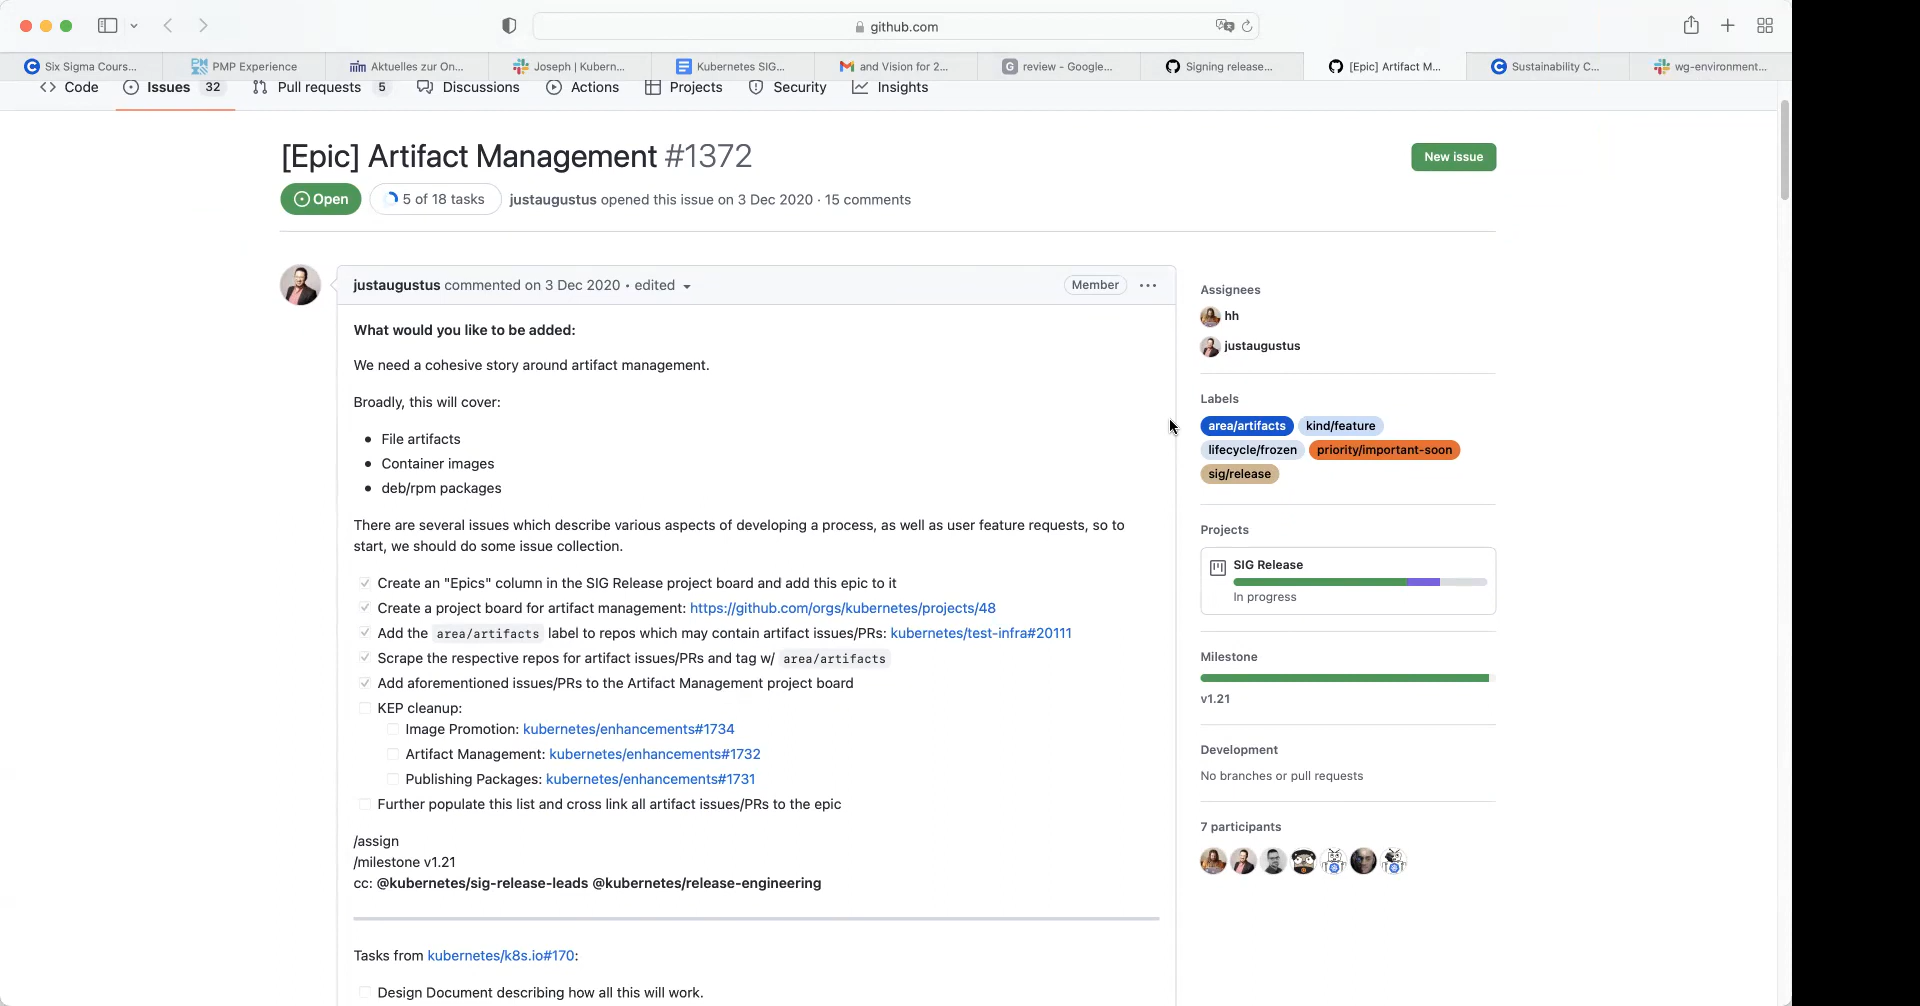 github.com
Six Sigma Cours...
PMP Experience
Aktuelles zur On...
Joseph | Kubern...
Kubernetes SIG...
and Vision for 2...
review - Google...
Signing release...
[Epic] Artifact M...
Sustainability C...
wg-environment...
Code
Issues 32
Pull requests 5
Discussions
Actions
Projects
Security
Insights
[Epic] Artifact Management #1372
New issue
Open
5 of 18 tasks
justaugustus opened this issue on 3 Dec 2020 · 15 comments
justaugustus commented on 3 Dec 2020 • edited
Member
What would you like to be added:
We need a cohesive story around artifact management.
Broadly, this will cover:
• File artifacts
• Container images
• deb/rpm packages
There are several issues which describe various aspects of developing a process, as well as user feature requests, so to
start, we should do some issue collection.
Create an "Epics" column in the SIG Release project board and add this epic to it
Create a project board for artifact management: https://github.com/orgs/kubernetes/projects/48
Add the area/artifacts label to repos which may contain artifact issues/PRs: kubernetes/test-infra#20111
Scrape the respective repos for artifact issues/PRs and tag w/ area/artifacts
Add aforementioned issues/PRs to the Artifact Management project board
KEP cleanup:
Image Promotion: kubernetes/enhancements#1734
Artifact Management: kubernetes/enhancements#1732
Publishing Packages: kubernetes/enhancements#1731
Further populate this list and cross link all artifact issues/PRs to the epic
/assign
/milestone v1.21
cc: @kubernetes/sig-release-leads @kubernetes/release-engineering
Tasks from kubernetes/k8s.io#170:
Design Document describing how all this will work.
Assignees
hh
justaugustus
Labels
area/artifacts
kind/feature
lifecycle/frozen
priority/important-soon
sig/release
Projects
SIG Release
In progress
Milestone
v1.21
Development
No branches or pull requests
7 participants